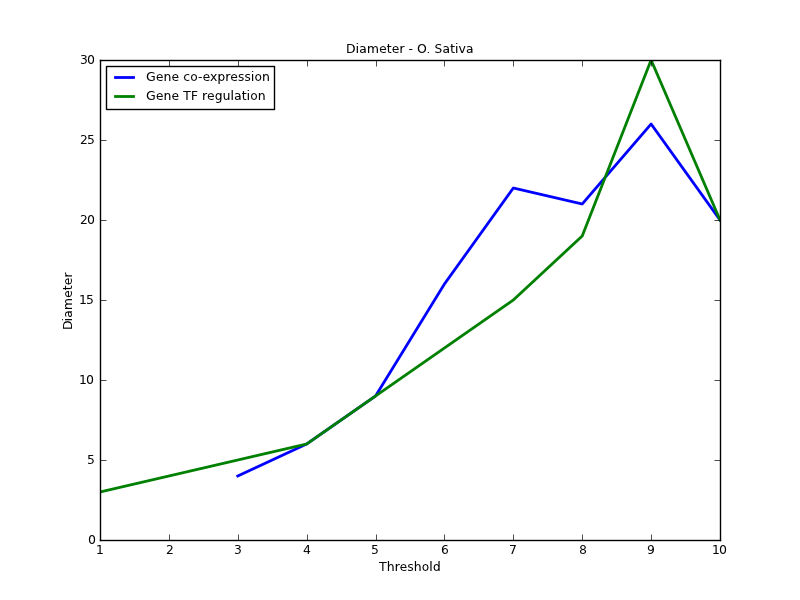 Diameter - O. Sativa
Gene co-expression
Gene TF regulation
30
25
20
15
10
5
0
Diameter
1 2 3 4 5 6 7 8 9 10
Threshold